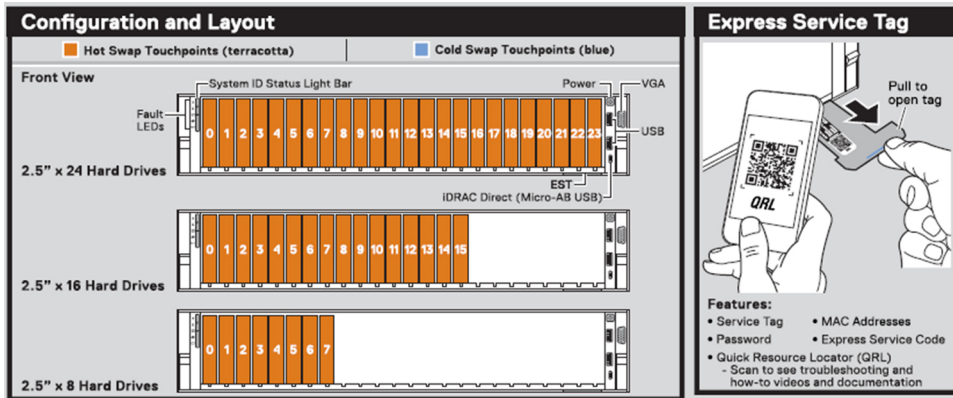 Configuration and Layout
Hot Swap Touchpoints (terracotta)
Cold Swap Touchpoints (blue)
Front View
System ID Status Light Bar
Power
VGA
Fault
LEDs
USB
0 1 2 3 4 5 6 7 8 9 10 11 12 13 14 15 16 17 18 19 20 21 22 23
2.5" x 24 Hard Drives
EST
iDRAC Direct (Micro-AB USB)
0 1 2 3 4 5 6 7 8 9 10 11 12 13 14 15
2.5" x 16 Hard Drives
0 1 2 3 4 5 6 7
2.5" x 8 Hard Drives
Express Service Tag
Pull to
open tag
QRL
Features:
• Service Tag
• MAC Addresses
• Password
• Express Service Code
• Quick Resource Locator (QRL)
- Scan to see troubleshooting and
how-to videos and documentation